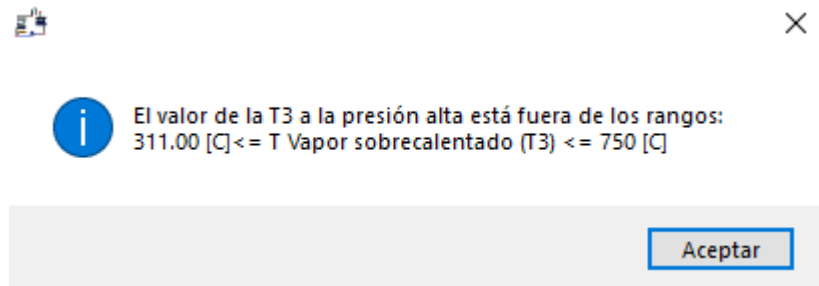 El valor de la T3 a la presión alta está fuera de los rangos:
311.00 [C]<= T Vapor sobrecalentado (T3) <= 750 [C]
Aceptar